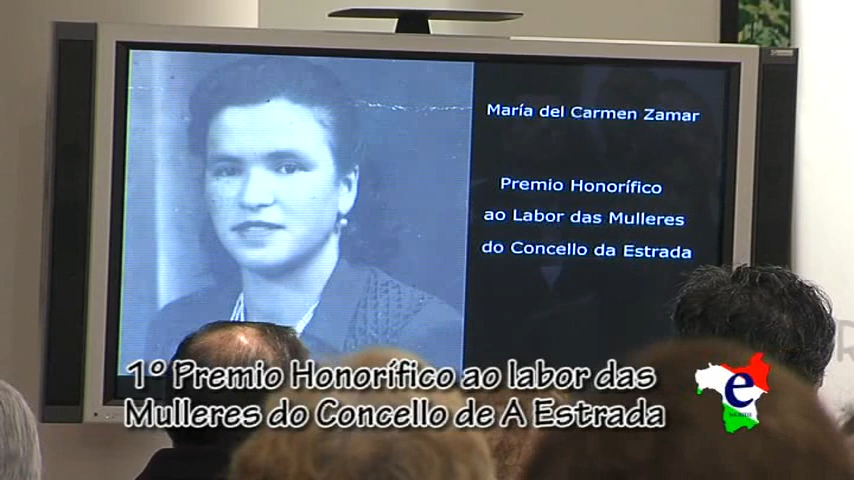 María del Carmen Zamar
Premio Honorífico
ao Labor das Mulleres
do Concello da Estrada
1º Premio Honorífico ao labor das
Mulleres do Concello de A Estrada
e